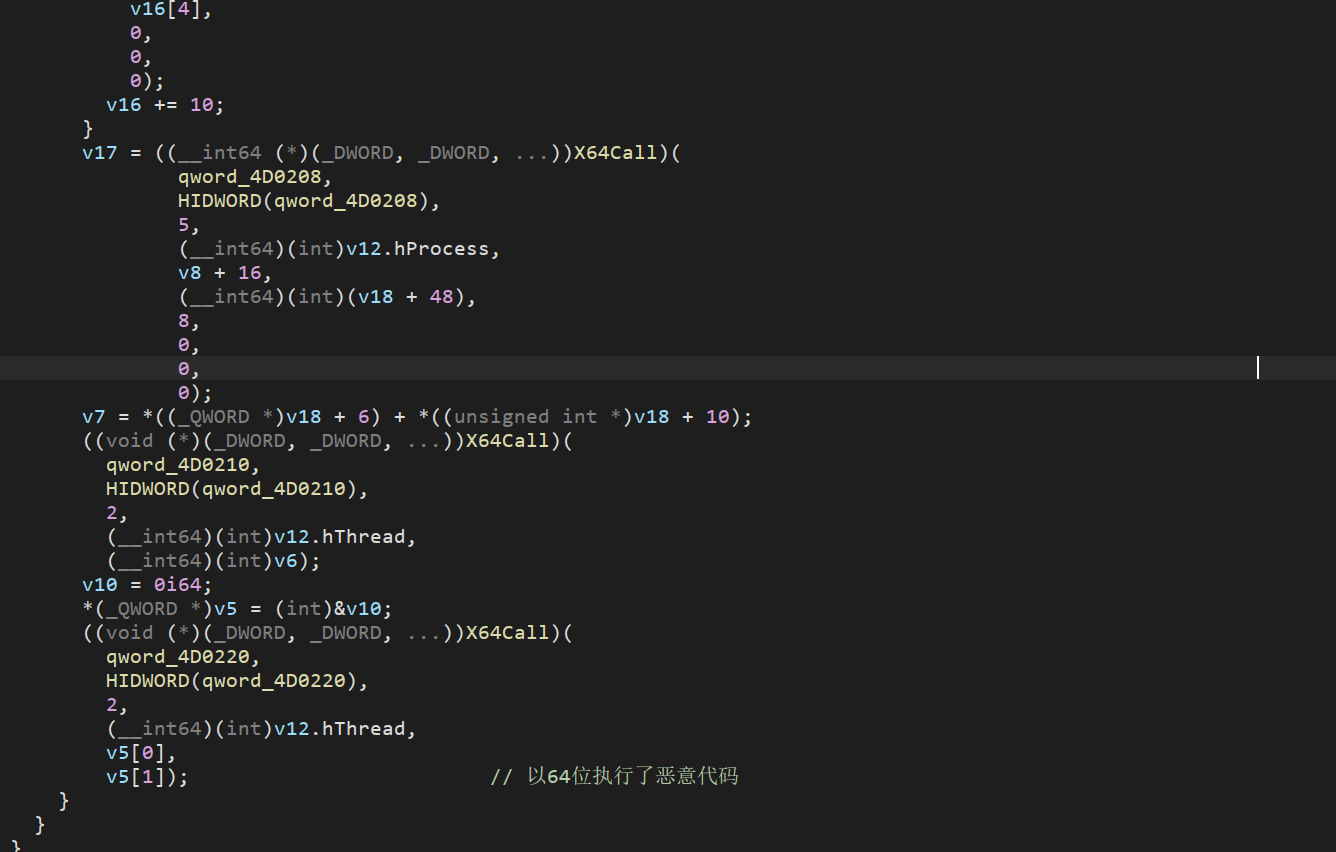 v16[4],
0,
0,
0);
v16 += 10;
}
v17 = ((__int64 (*)(_DWORD, _DWORD, ...))X64Call)(
qword_4D0208,
HIDWORD(qword_4D0208),
5,
(__int64)(int)v12.hProcess,
v8 + 16,
(__int64)(int)(v18 + 48),
8,
0,
0,
0);
v7 = *((_QWORD *)v18 + 6) + *((unsigned int *)v18 + 10);
((void (*)(_DWORD, _DWORD, ...))X64Call)(
qword_4D0210,
HIDWORD(qword_4D0210),
2,
(__int64)(int)v12.hThread,
(__int64)(int)v6);
v10 = 0i64;
*(_QWORD *)v5 = (int)&v10;
((void (*)(_DWORD, _DWORD, ...))X64Call)(
qword_4D0220,
HIDWORD(qword_4D0220),
2,
(__int64)(int)v12.hThread,
v5[0],
v5[1]); // 以64位执行了恶意代码
}
}
}